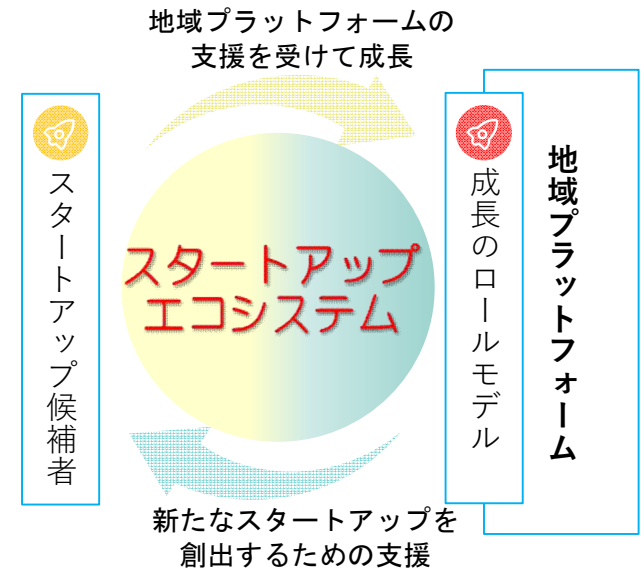 地域プラットフォームの
支援を受けて成長
スタートアップ候補者
スタートアップ
エコシステム
成長のロールモデル
地域プラットフォーム
新たなスタートアップを
創出するための支援